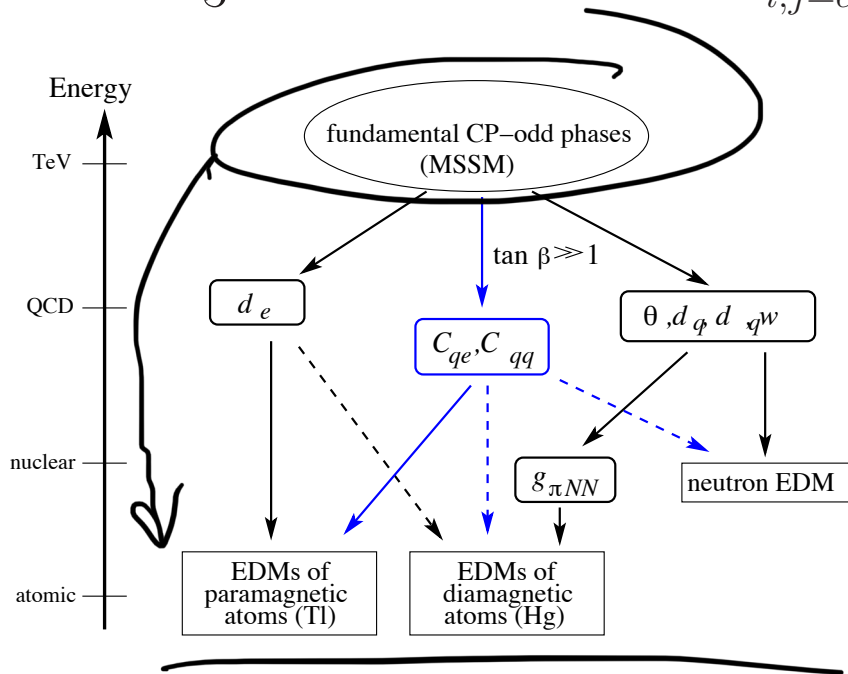 i,j=
Energy
fundamental CP−odd phases
(MSSM)
TeV
tan β≫1
QCD
d e
θ ,d q, d ,q w
C qe ,C qq
nuclear
g πNN
neutron EDM
EDMs of
paramagnetic
atoms (Tl)
EDMs of
diamagnetic
atoms (Hg)
atomic